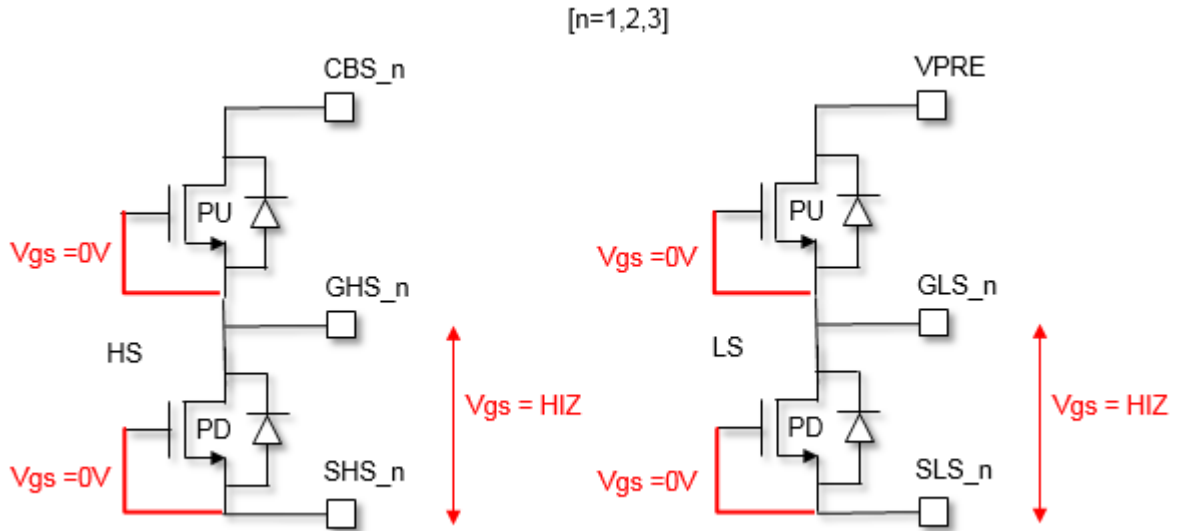 [n=1,2,3]
CBS_n
PU
Vgs =0V
GHS_n
HS
Vgs = HIZ
PD
Vgs =0V
SHS_n
VPRE
PU
Vgs =0V
GLS_n
LS
Vgs = HIZ
PD
Vgs =0V
SLS_n